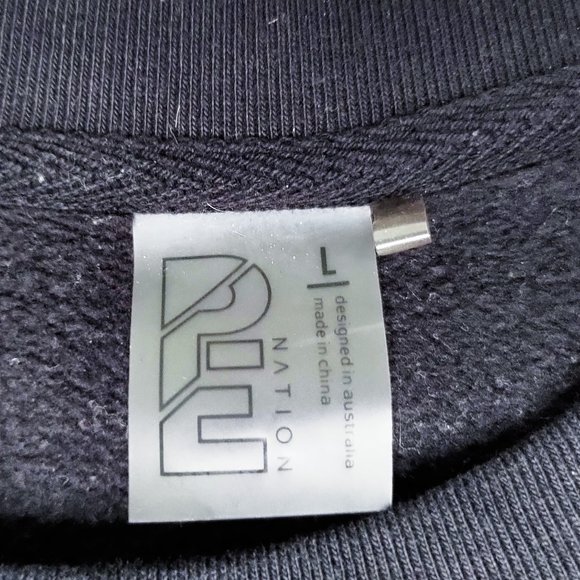 L
designed in australia
made in china
NATION